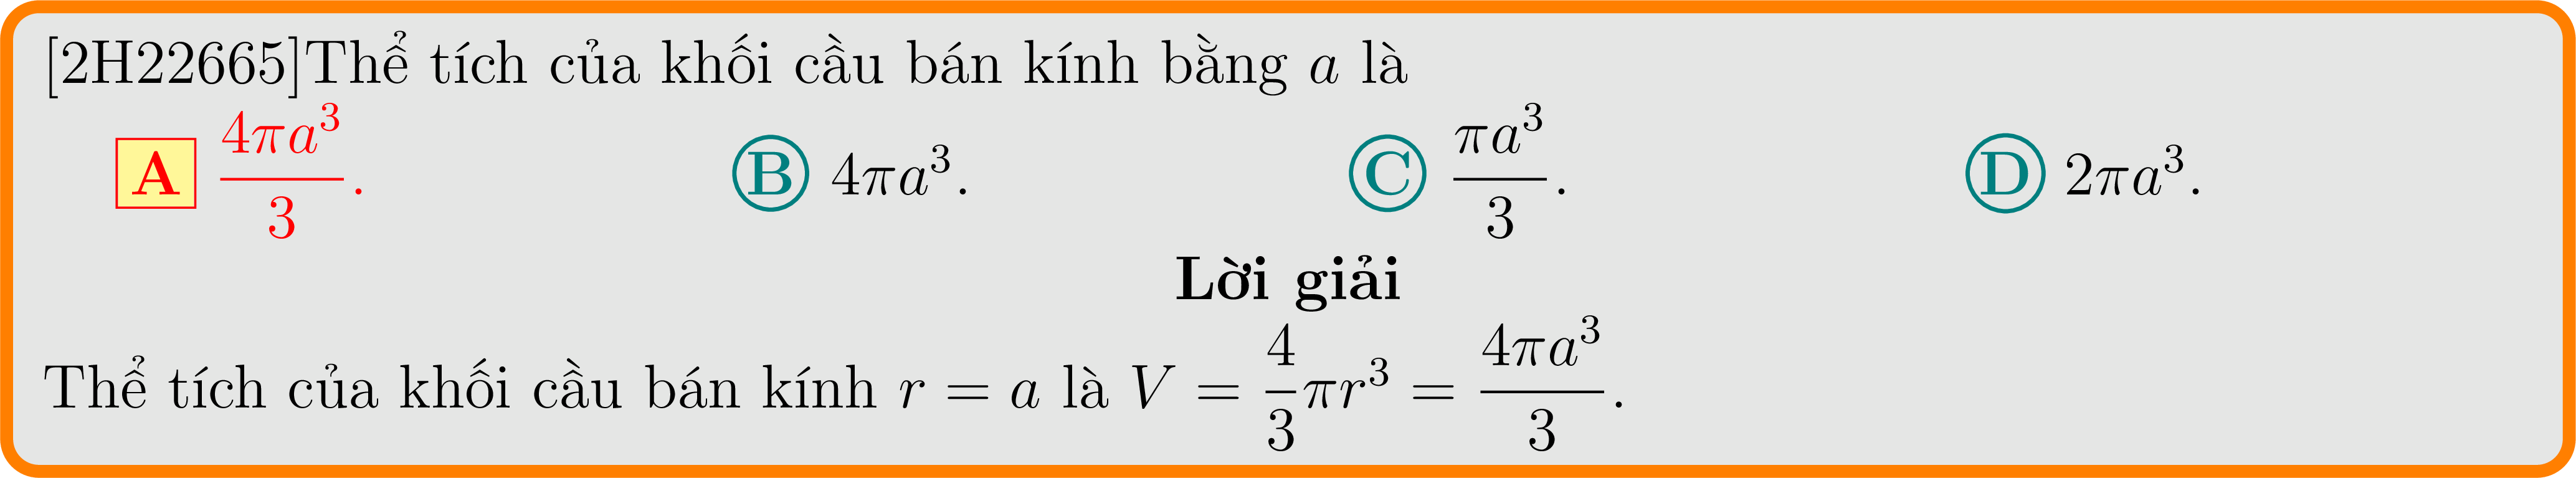 [2H22665]Thể tích của khối cầu bán kính bằng a là
A $\frac{4\pi a^3}{3}$. B $4\pi a^3$. C $\frac{\pi a^3}{3}$. D $2\pi a^3$.
Lời giải
Thể tích của khối cầu bán kính $r = a$ là $V = \frac{4}{3}\pi r^3 = \frac{4\pi a^3}{3}$.